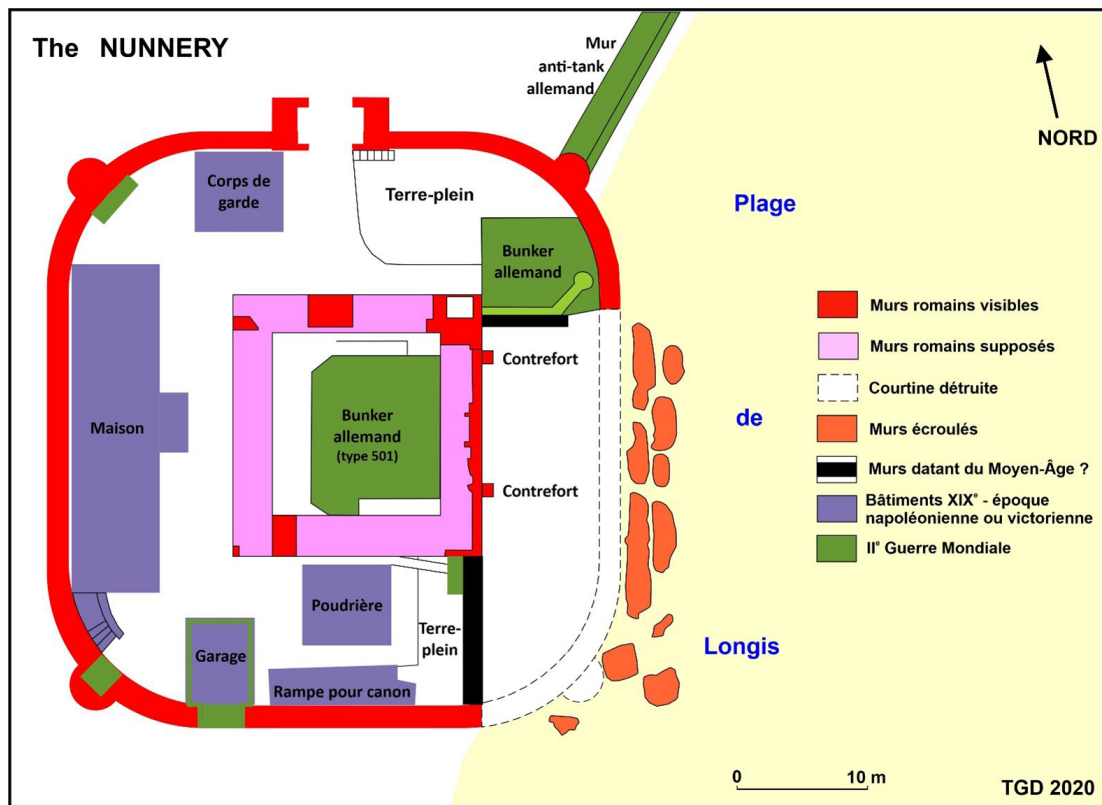 The NUNNERY
Mur
anti-tank
allemand
NORD
Corps de
garde
Terre-plein
Plage
Bunker
allemand
Murs romains visibles
Murs romains supposés
Contrefort
Courtine détruite
de
Maison
Bunker
allemand
(type 501)
Murs écroulés
Murs datant du Moyen-Âge ?
Contrefort
Bâtiments XIXᵉ - époque
napoléonienne ou victorienne
IIᵉ Guerre Mondiale
Poudrière
Terre-
plein
Longis
Garage
Rampe pour canon
0 10 m
TGD 2020